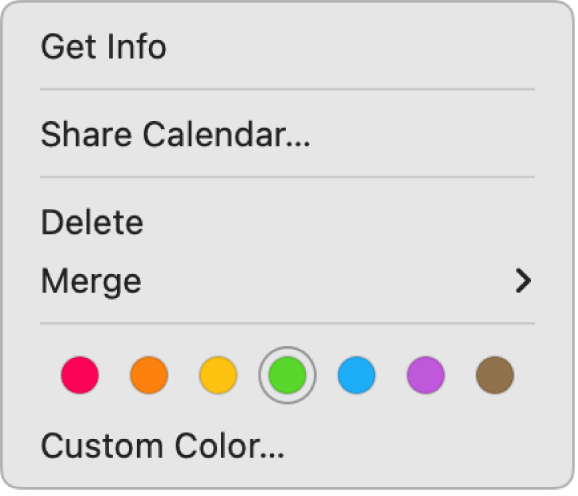 Get Info
Share Calendar...
Delete
Merge
Custom Color...